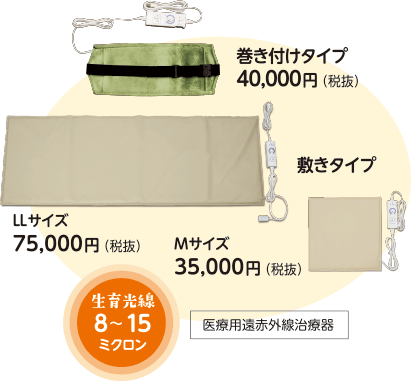 巻き付けタイプ
40,000円（税抜）
敷きタイプ
LLサイズ
75,000円（税抜）
Mサイズ
35,000円（税抜）
生育光線
8～15
ミクロン
医療用遠赤外線治療器